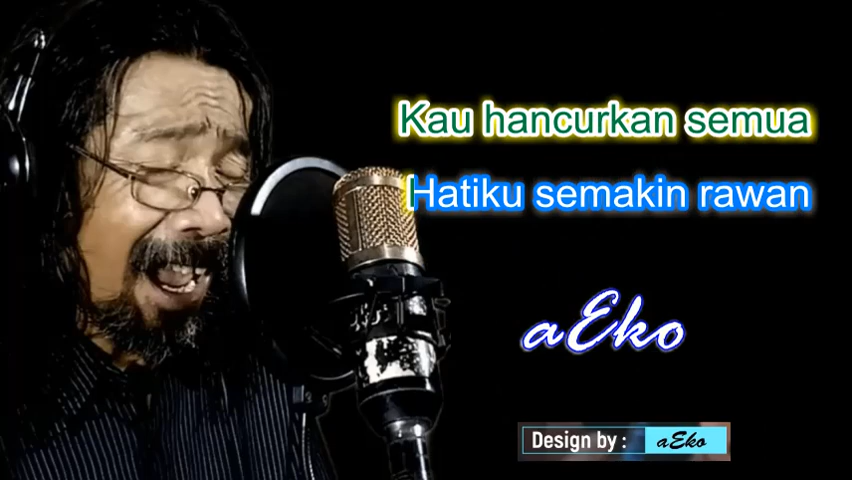 Kau hancurkan semua
Hatiku semakin rawan
aEko
Design by : aEko